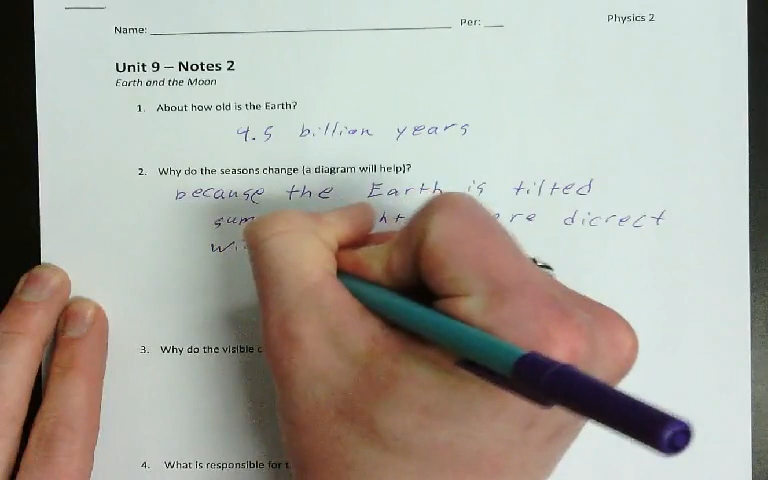 Name: Per: Physics 2
Unit 9 – Notes 2
Earth and the Moon
1. About how old is the Earth?
4.5 billion years
2. Why do the seasons change (a diagram will help)?
because the Earth is tilted
dicrect
3. Why do the visible
4. What is responsible for